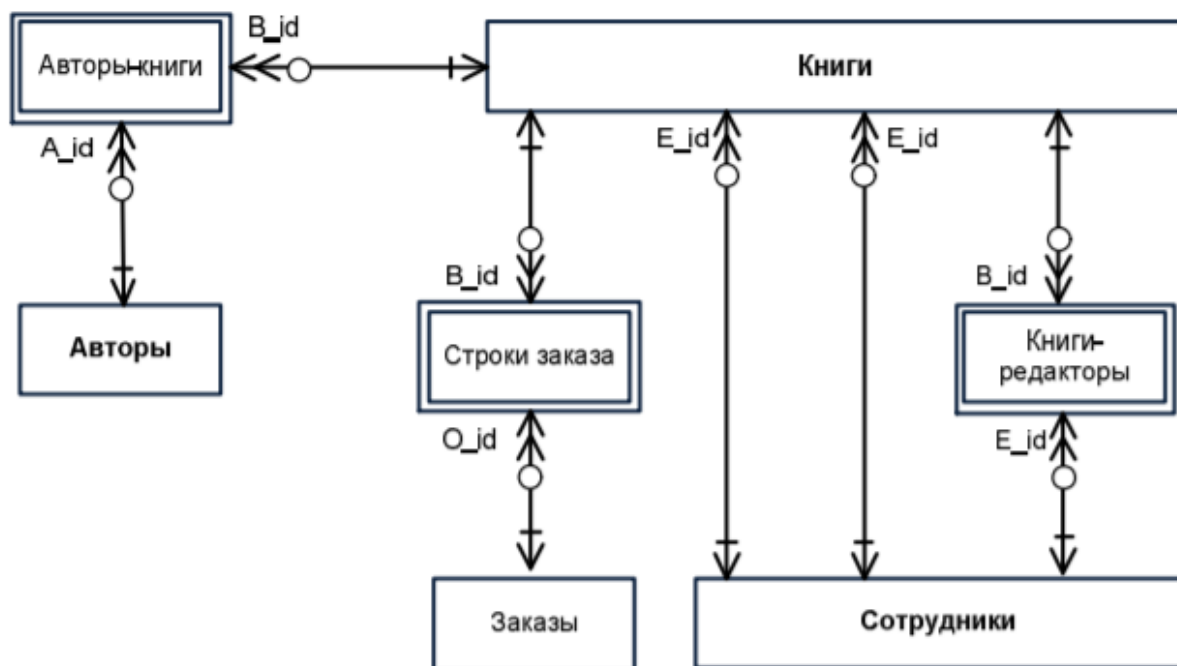 B_id
Авторы-книги
Книги
A_id
E_id
E_id
B_id
B_id
Авторы
Строки заказа
Книги-
редакторы
O_id
E_id
Заказы
Сотрудники